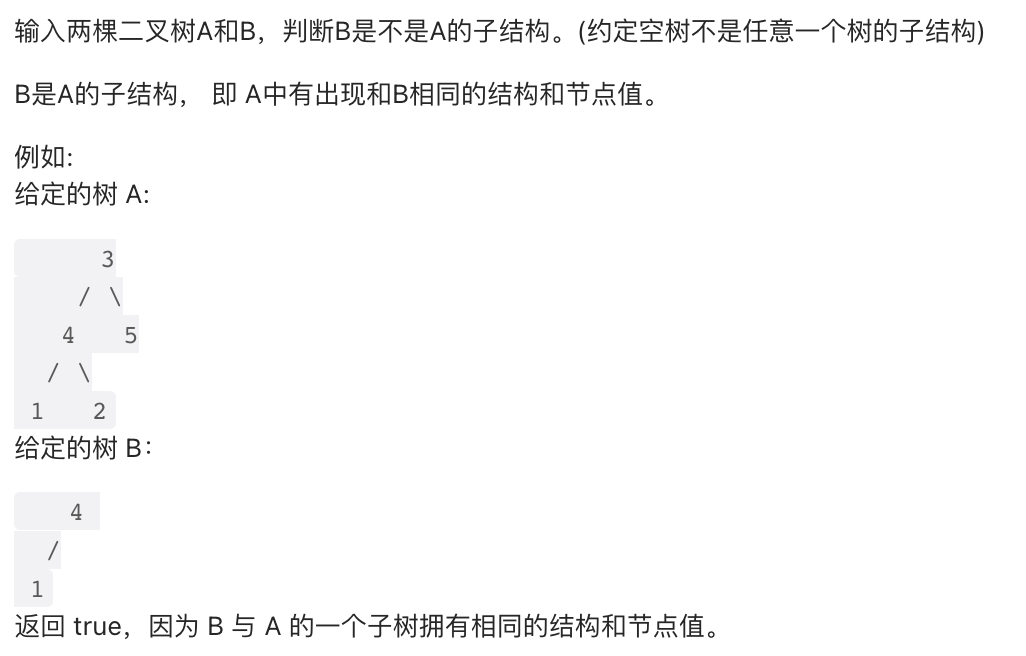 输入两棵二叉树A和B，判断B是不是A的子结构。(约定空树不是任意一个树的子结构)
B是A的子结构， 即 A中有出现和B相同的结构和节点值。
例如:
给定的树 A:
3
/ \
4 5
/ \
1 2
给定的树 B：
4
/
1
返回 true，因为 B 与 A 的一个子树拥有相同的结构和节点值。